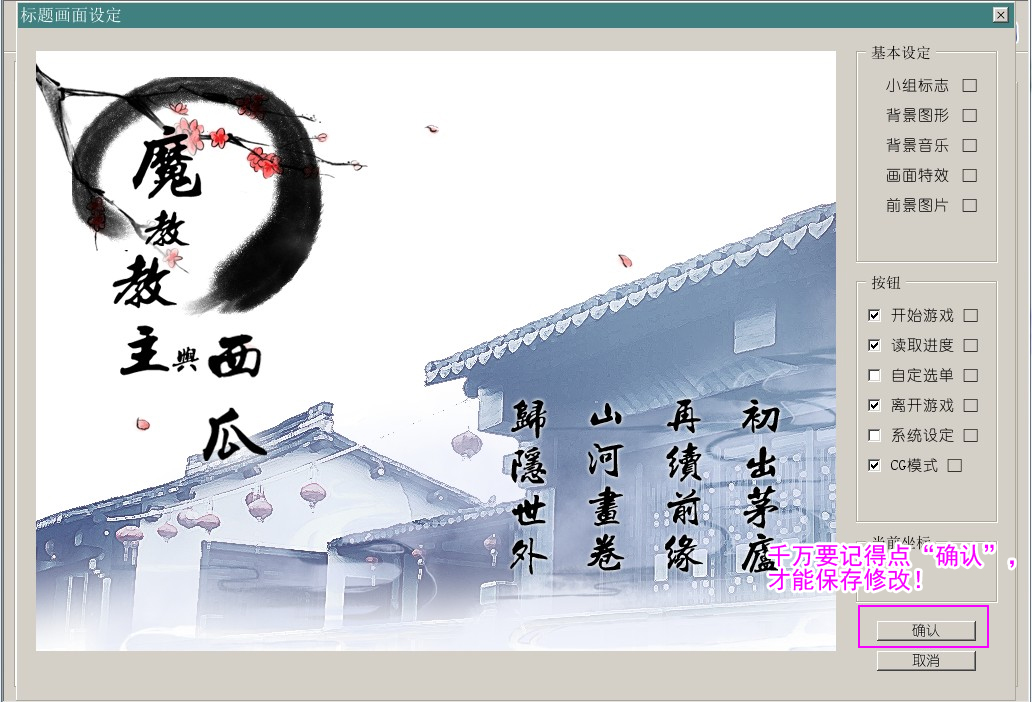 标题画面设定
魔
教
教
主
與
西
瓜
初出茅廬
再續前緣
山河畫卷
歸隱世外
基本设定
小组标志
背景图形
背景音乐
画面特效
前景图片
按钮
开始游戏
读取进度
自定选单
离开游戏
系统设定
CG模式
当前坐标
千万要记得点“确认”，
才能保存修改！
确认
取消